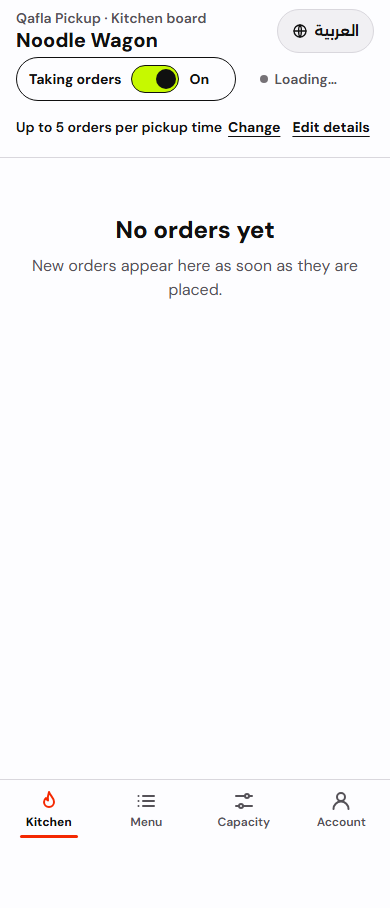 Qafla Pickup · Kitchen board
Noodle Wagon
العربية
Taking orders On
Loading...
Up to 5 orders per pickup time Change Edit details
No orders yet
New orders appear here as soon as they are
placed.
Kitchen Menu Capacity Account